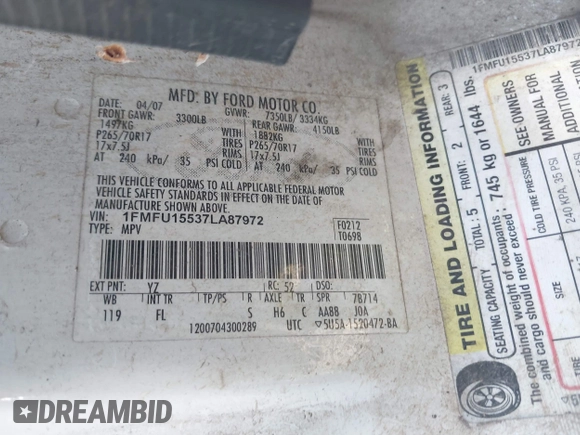 MFD. BY FORD MOTOR CO.
DATE: 04/07 GVWR: 7350LB/ 3334KG
FRONT GAWR: 3300LB REAR GAWR: 4150LB
1497KG 1882KG
P265/70R17 TIRES P265/70R17 TIRES
17x7.5J RIMS 17x7.5J RIMS
AT 240 kPa/ 35 PSI COLD AT 240 kPa/ 35 PSI COLD
THIS VEHICLE CONFORMS TO ALL APPLICABLE FEDERAL MOTOR
VEHICLE SAFETY STANDARDS IN EFFECT ON THE DATE OF
MANUFACTURE SHOWN ABOVE.
VIN: 1FMFU15537LA87972
TYPE: MPV
F0212
T0698
EXT PNT: YZ RC: 52 DSO:
WB INT TR TP/PS R AXLE TR SPR 7B714
119 FL S H6 C AA8B J0A
1200704300289 UTC ▽5U5A-1520472-BA
1FMFU15537LA87972
TIRE AND LOADING INFORMATION
SEATING CAPACITY TOTAL: 5 FRONT: 2 REAR: 3
The combined weight of occupants
and cargo should never exceed: 745 kg or 1644 lbs.
SEE OWNERS
MANUAL FOR
ADDITIONAL
COLD TIRE PRESSURE
240 KPA, 35 PSI
TIRE
DREAMBID